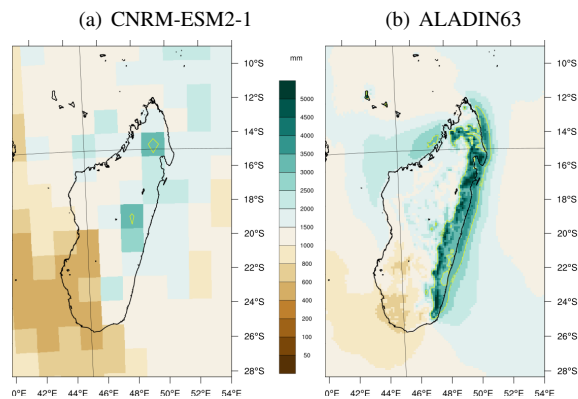 (a) CNRM-ESM2-1 (b) ALADIN63
mm
10°S 10°S
12°S 12°S
14°S 14°S
16°S 16°S
18°S 18°S
20°S 20°S
22°S 22°S
24°S 24°S
26°S 26°S
28°S 28°S
5000
4000
3500
3000
2500
2000
1500
1000
800
600
400
200
100
50
0°E 42°E 44°E 46°E 48°E 50°E 52°E 54°E 0°E 42°E 44°E 46°E 48°E 50°E 52°E 54°E